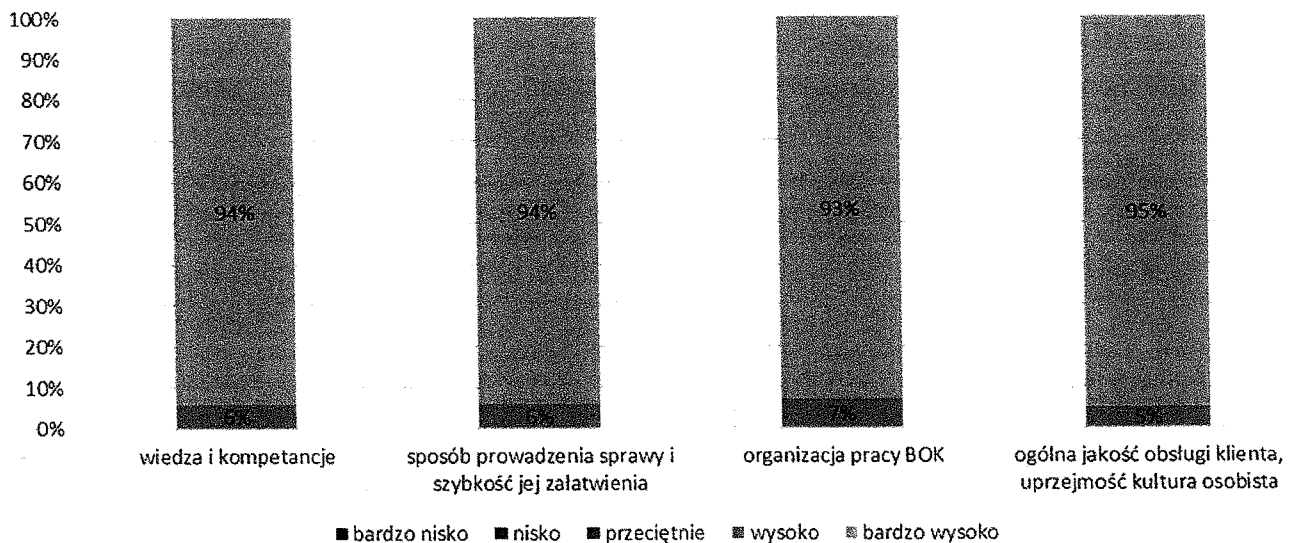 100%
90%
80%
70%
60%
50%
40%
30%
20%
10%
0%
94%
94%
93%
95%
6%
6%
7%
5%
wiedza i kompetancje
sposób prowadzenia sprawy i
szybkość jej załatwienia
organizacja pracy BOK
ogólna jakość obsługi klienta,
uprzejmość kultura osobista
bardzo nisko nisko przeciętnie wysoko bardzo wysoko